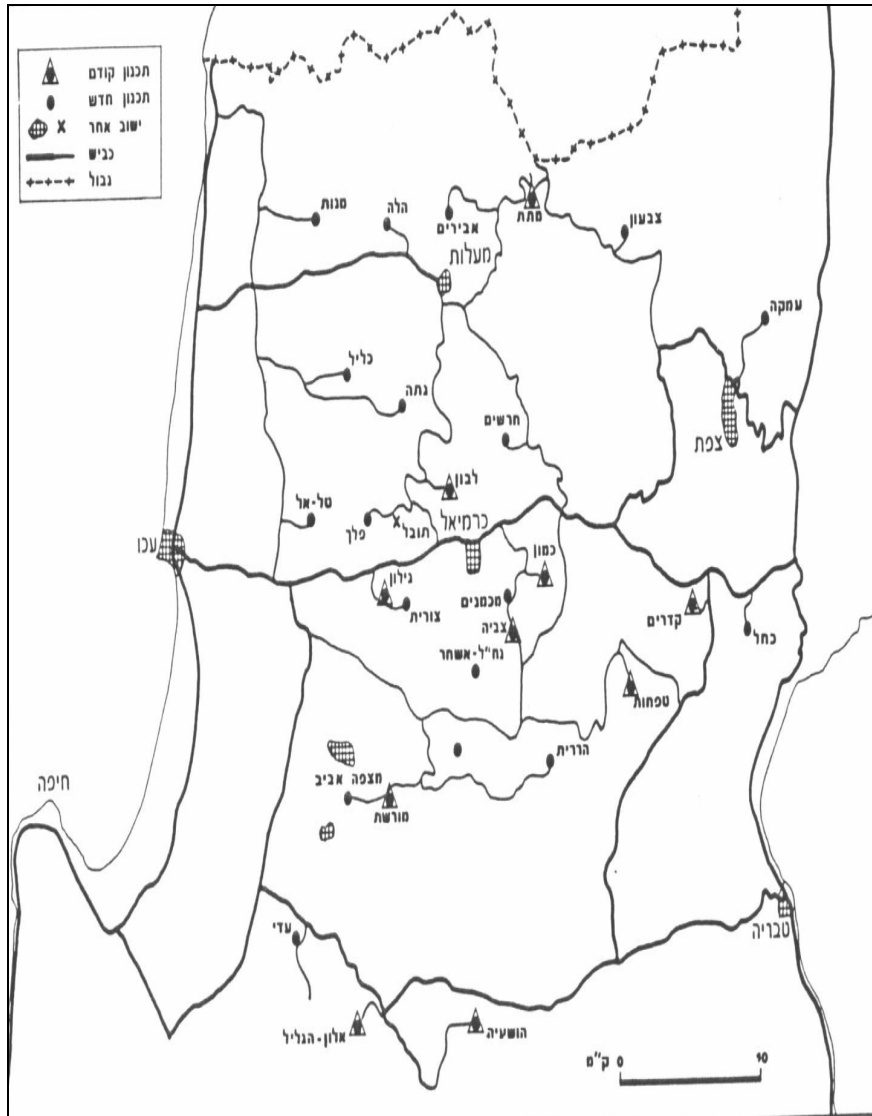 תכנון קודם
תכנון חדש
ישוב אחר
כביש
גבול
מנות
הלה
אבירים
מתת
צבעון
מעלות
עמקה
כליל
גתה
חרשים
צפת
לבון
טל-אל
פלך
תובל
כרמיאל
עכו
כמון
גילון
צורית
מכמנים
צביה
קדרים
כחל
נח"ל-אשחר
טפחות
הררית
מצפה אביב
מורשת
חיפה
טבריה
עדי
אלון-הגליל
הושעיה
ק"מ 0 10